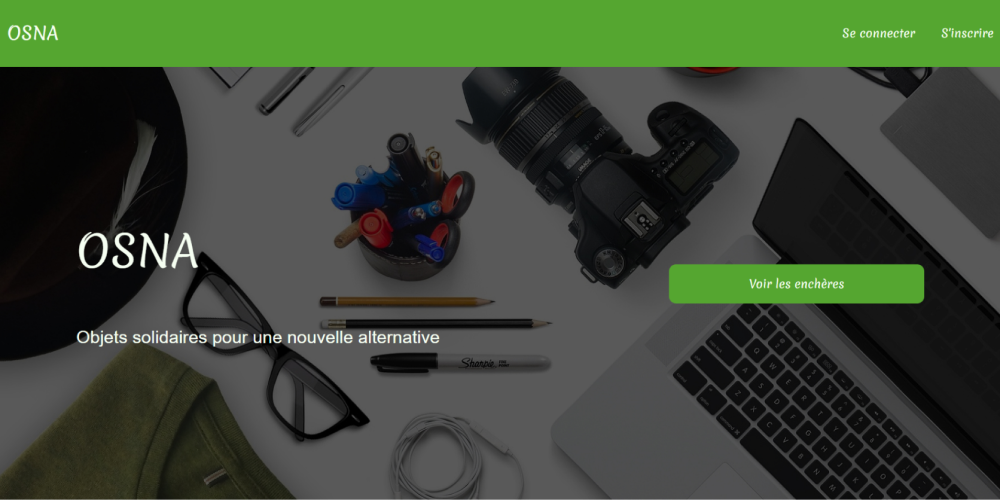 OSNA
Se connecter
S'inscrire
OSNA
Voir les enchères
Objets solidaires pour une nouvelle alternative
Sharpie